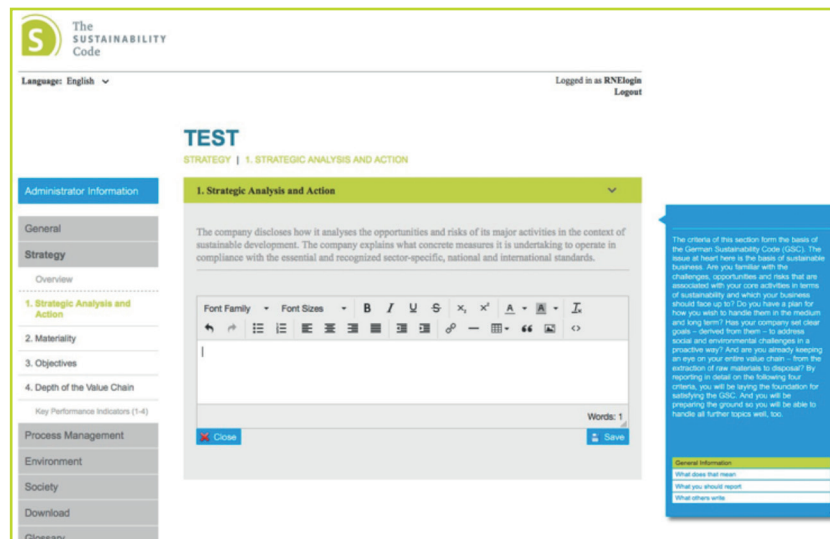 The
SUSTAINABILITY
Code
S
Language: English
Logged in as RNElogin
Logout
TEST
STRATEGY | 1. STRATEGIC ANALYSIS AND ACTION
Administrator Information
General
Strategy
Overview
1. Strategic Analysis and
Action
2. Materiality
3. Objectives
4. Depth of the Value Chain
Key Performance Indicators (1-4)
Process Management
Environment
Society
Download
Glossary
1. Strategic Analysis and Action
The company discloses how it analyses the opportunities and risks of its major activities in the context of
sustainable development. The company explains what concrete measures it is undertaking to operate in
compliance with the essential and recognized sector-specific, national and international standards.
Font Family Font Sizes B I U S x, x² A A Ix
Words: 1
Close
Save
The criteria of this section form the basis of
the German Sustainability Code (GSC). The
issue at heart here is the basis of sustainable
business. Are you familiar with the
challenges, opportunities and risks that are
associated with your core activities in terms
of sustainability and which your business
should face up to? Do you have a plan for
how you wish to handle them in the medium
and long term? Has your company set clear
goals – derived from them – to address
social and environmental challenges in a
proactive way? And are you already keeping
an eye on your entire value chain – from the
extraction of raw materials to disposal? By
reporting in detail on the following four
criteria, you will be laying the foundation for
satisfying the GSC. And you will be
preparing the ground so you will be able to
handle all further topics well, too.
General Information
What does that mean
What you should report
What others write